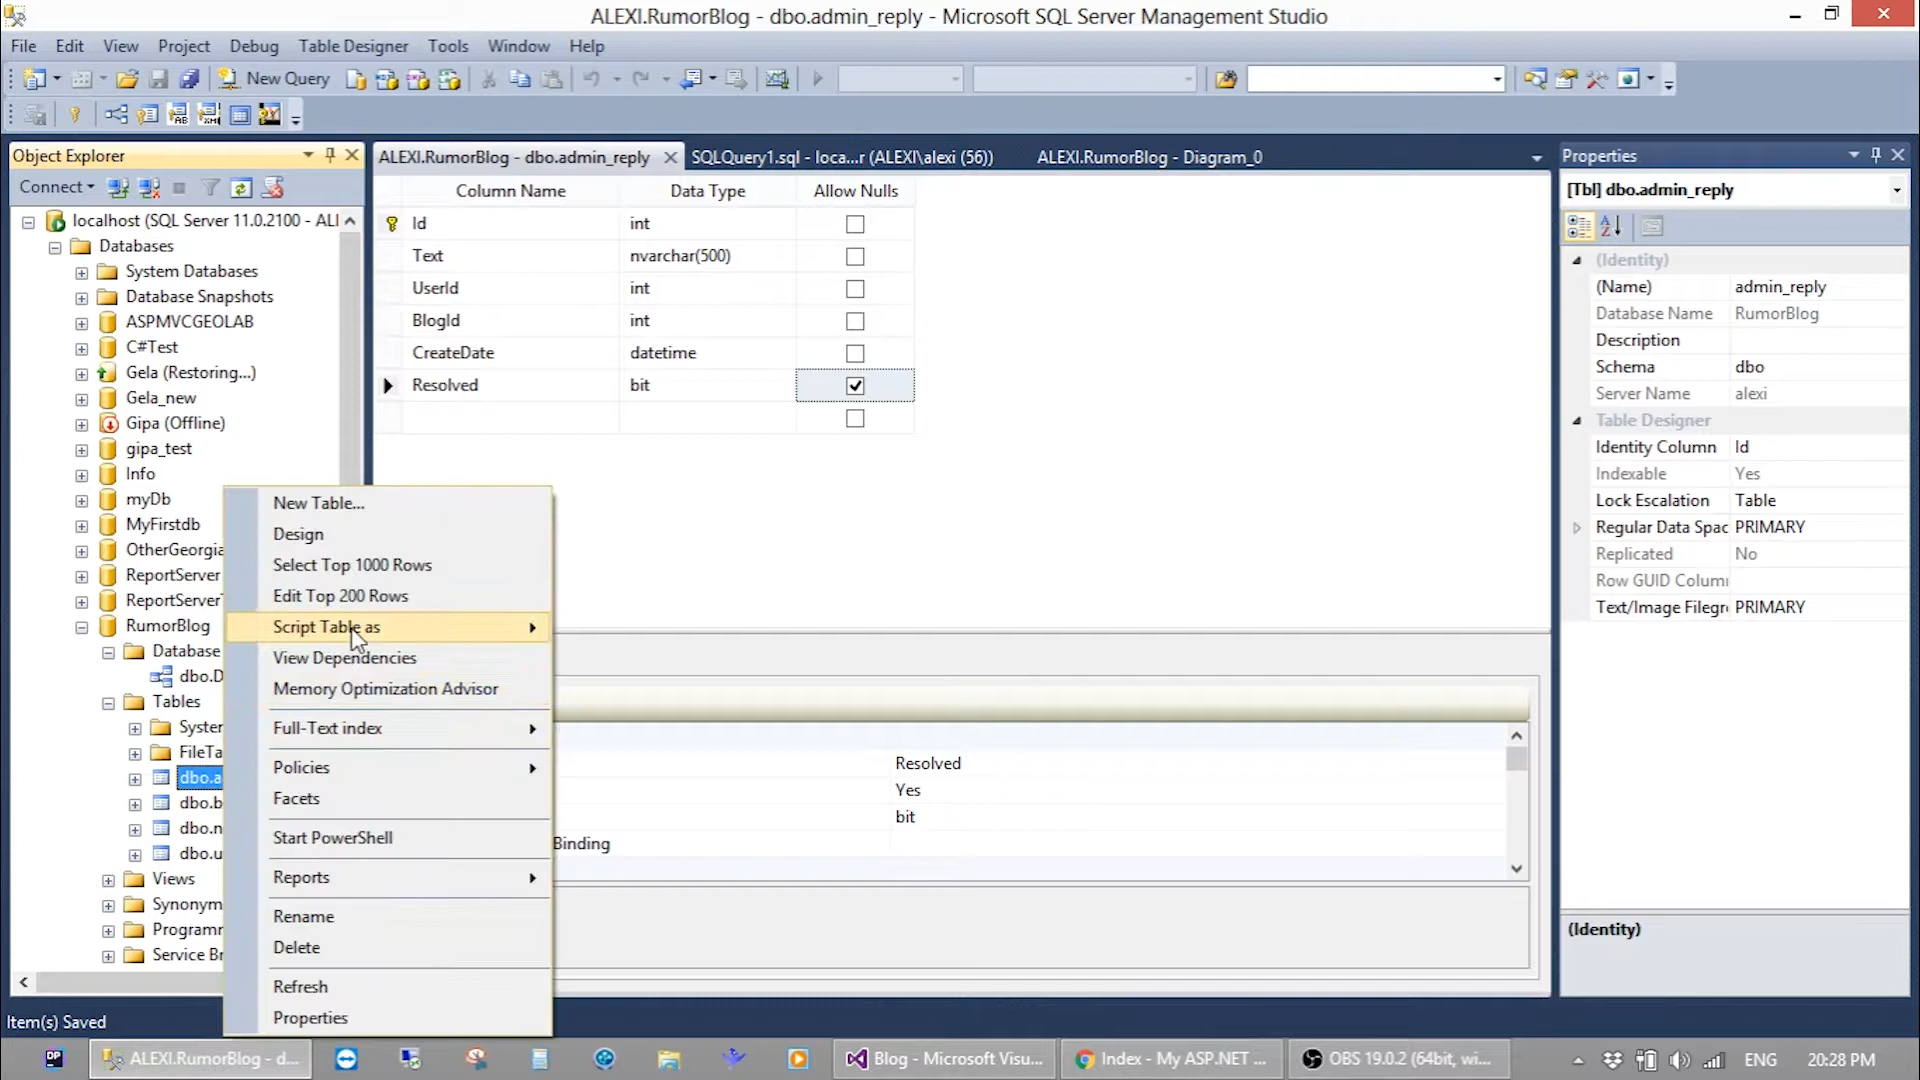 ALEXI.RumorBlog - dbo.admin_reply - Microsoft SQL Server Management Studio
File Edit View Project Debug Table Designer Tools Window Help
New Query
Object Explorer
Connect
localhost (SQL Server 11.0.2100 - ALI
Databases
System Databases
Database Snapshots
ASPMVCGEOLAB
C#Test
Gela (Restoring...)
Gela_new
Gipa (Offline)
gipa_test
Info
myDb
MyFirstdb
OtherGeorgia
ReportServer
ReportServerT
RumorBlog
Database
dbo.D
Tables
System
FileTa
dbo.a
dbo.b
dbo.n
dbo.u
Views
Synonym
Programm
Service Br
ALEXI.RumorBlog - dbo.admin_reply SQLQuery1.sql - loca...r (ALEXI\alexi (56)) ALEXI.RumorBlog - Diagram_0
Column Name Data Type Allow Nulls
Id int
Text nvarchar(500)
UserId int
BlogId int
CreateDate datetime
Resolved bit
New Table...
Design
Select Top 1000 Rows
Edit Top 200 Rows
Script Table as
View Dependencies
Memory Optimization Advisor
Full-Text index
Policies
Facets
Start PowerShell
Reports
Rename
Delete
Refresh
Properties
Resolved
Yes
bit
Binding
Properties
[Tbl] dbo.admin_reply
(Identity)
(Name) admin_reply
Database Name RumorBlog
Description
Schema dbo
Server Name alexi
Table Designer
Identity Column Id
Indexable Yes
Lock Escalation Table
Regular Data Spac PRIMARY
Replicated No
Row GUID Colum
Text/Image Filegr PRIMARY
(Identity)
Item(s) Saved
DP
ALEXI.RumorBlog - d...
Blog - Microsoft Visu...
Index - My ASP.NET ...
OBS 19.0.2 (64bit, wi...
ENG
20:28 PM